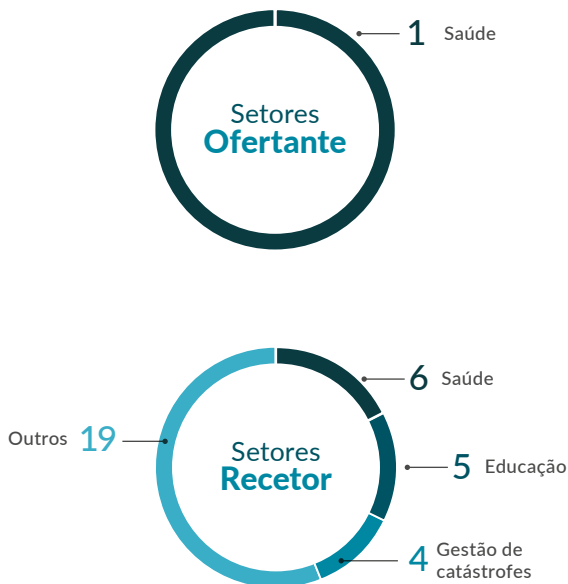 1 Saúde
Setores
Ofertante
6 Saúde
Outros 19
Setores
Recetor
5 Educação
4 Gestão de
catástrofes